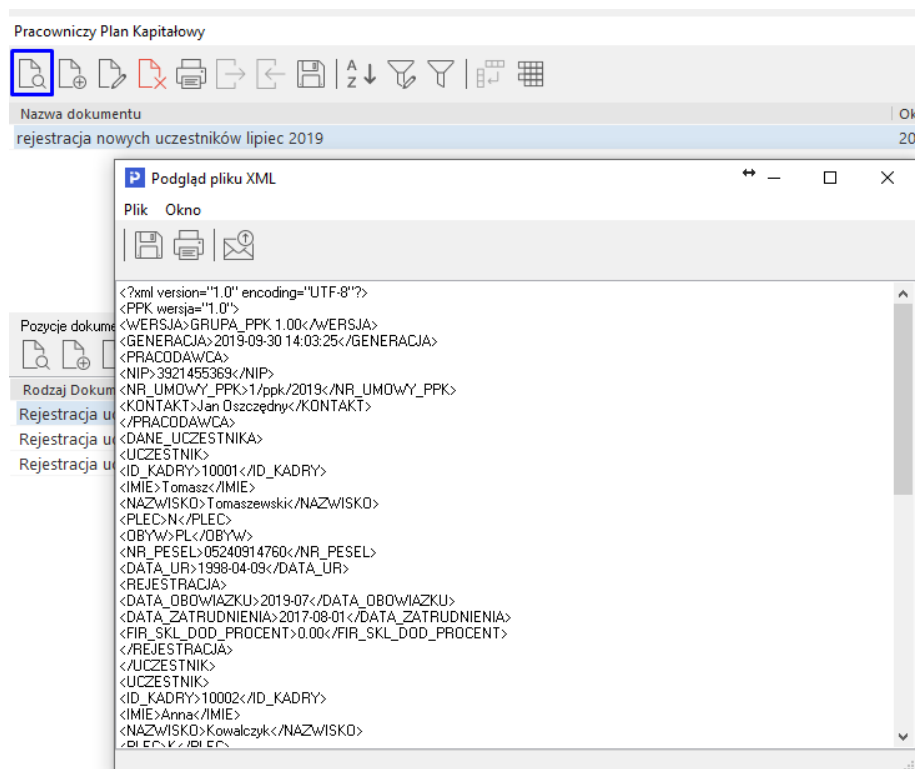 Pracowniczy Plan Kapitałowy
A
Z
Nazwa dokumentu
rejestracja nowych uczestników lipiec 2019
20
Podgląd pliku XML
Plik Okno
<?xml version="1.0" encoding="UTF-8"?>
<PPK wersja="1.0">
<WERSJA>GRUPA_PPK 1.00</WERSJA>
<GENERACJA>2019-09-30 14:03:25</GENERACJA>
<PRACODAWCA>
<NIP>3921455369</NIP>
<NR_UMOWY_PPK>1/ppk/2019</NR_UMOWY_PPK>
<KONTAKT>Jan Oszczędny</KONTAKT>
</PRACODAWCA>
<DANE_UCZESTNIKA>
<UCZESTNIK>
<ID_KADRY>10001</ID_KADRY>
<IMIE>Tomasz</IMIE>
<NAZWISKO>Tomaszewski</NAZWISKO>
<PLEC>N</PLEC>
<OBYW>PL</OBYW>
<NR_PESEL>05240914760</NR_PESEL>
<DATA_UR>1998-04-09</DATA_UR>
<REJESTRACJA>
<DATA_OBOWIAZKU>2019-07</DATA_OBOWIAZKU>
<DATA_ZATRUDNIENIA>2017-08-01</DATA_ZATRUDNIENIA>
<FIR_SKL_DOD_PROCENT>0.00</FIR_SKL_DOD_PROCENT>
</REJESTRACJA>
</UCZESTNIK>
<UCZESTNIK>
<ID_KADRY>10002</ID_KADRY>
<IMIE>Anna</IMIE>
<NAZWISKO>Kowalczyk</NAZWISKO>
<PLEC>K</PLEC>
Pozycje dokume
Rodzaj Dokum
Rejestracja u
Rejestracja u
Rejestracja u